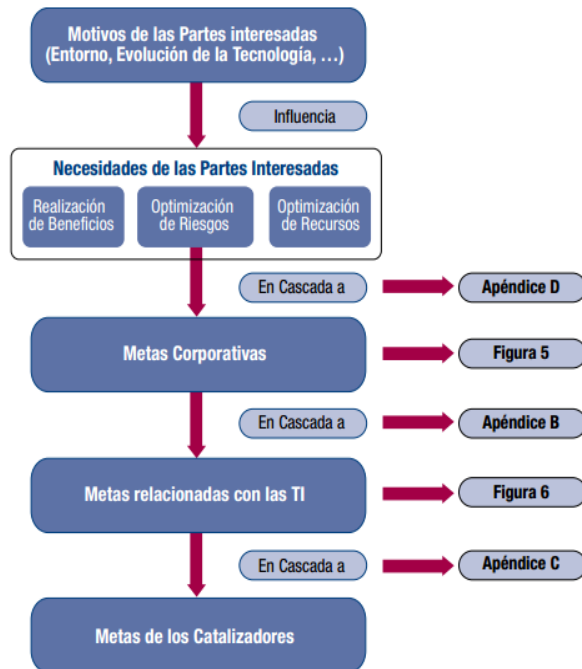 Motivos de las Partes interesadas
(Entorno, Evolución de la Tecnología, …)
Influencia
Necesidades de las Partes Interesadas
Realización
de Beneficios
Optimización
de Riesgos
Optimización
de Recursos
En Cascada a
Apéndice D
Metas Corporativas
Figura 5
En Cascada a
Apéndice B
Metas relacionadas con las TI
Figura 6
En Cascada a
Apéndice C
Metas de los Catalizadores